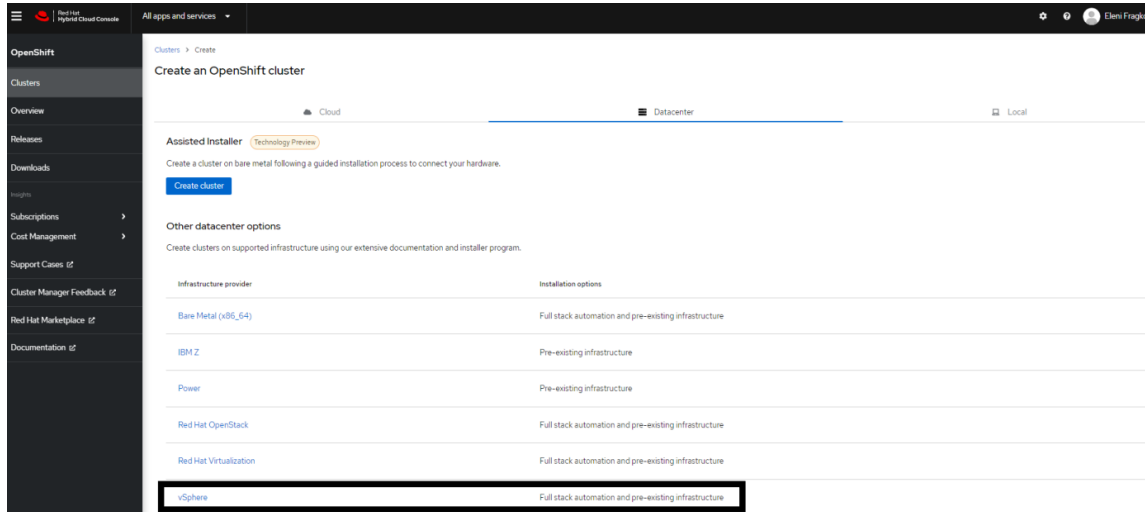 Red Hat
Hybrid Cloud Console
All apps and services
Eleni
OpenShift
Clusters
Overview
Releases
Downloads
Insights
Subscriptions
Cost Management
Support Cases
Cluster Manager Feedback
Red Hat Marketplace
Documentation
Clusters > Create
Create an OpenShift cluster
Cloud
Datacenter
Local
Assisted Installer Technology Preview
Create a cluster on bare metal following a guided installation process to connect your hardware.
Create cluster
Other datacenter options
Create clusters on supported infrastructure using our extensive documentation and installer program.
Infrastructure provider Installation options
Bare Metal (x86_64) Full stack automation and pre-existing infrastructure
IBM Z Pre-existing infrastructure
Power Pre-existing infrastructure
Red Hat OpenStack Full stack automation and pre-existing infrastructure
Red Hat Virtualization Full stack automation and pre-existing infrastructure
vSphere Full stack automation and pre-existing infrastructure